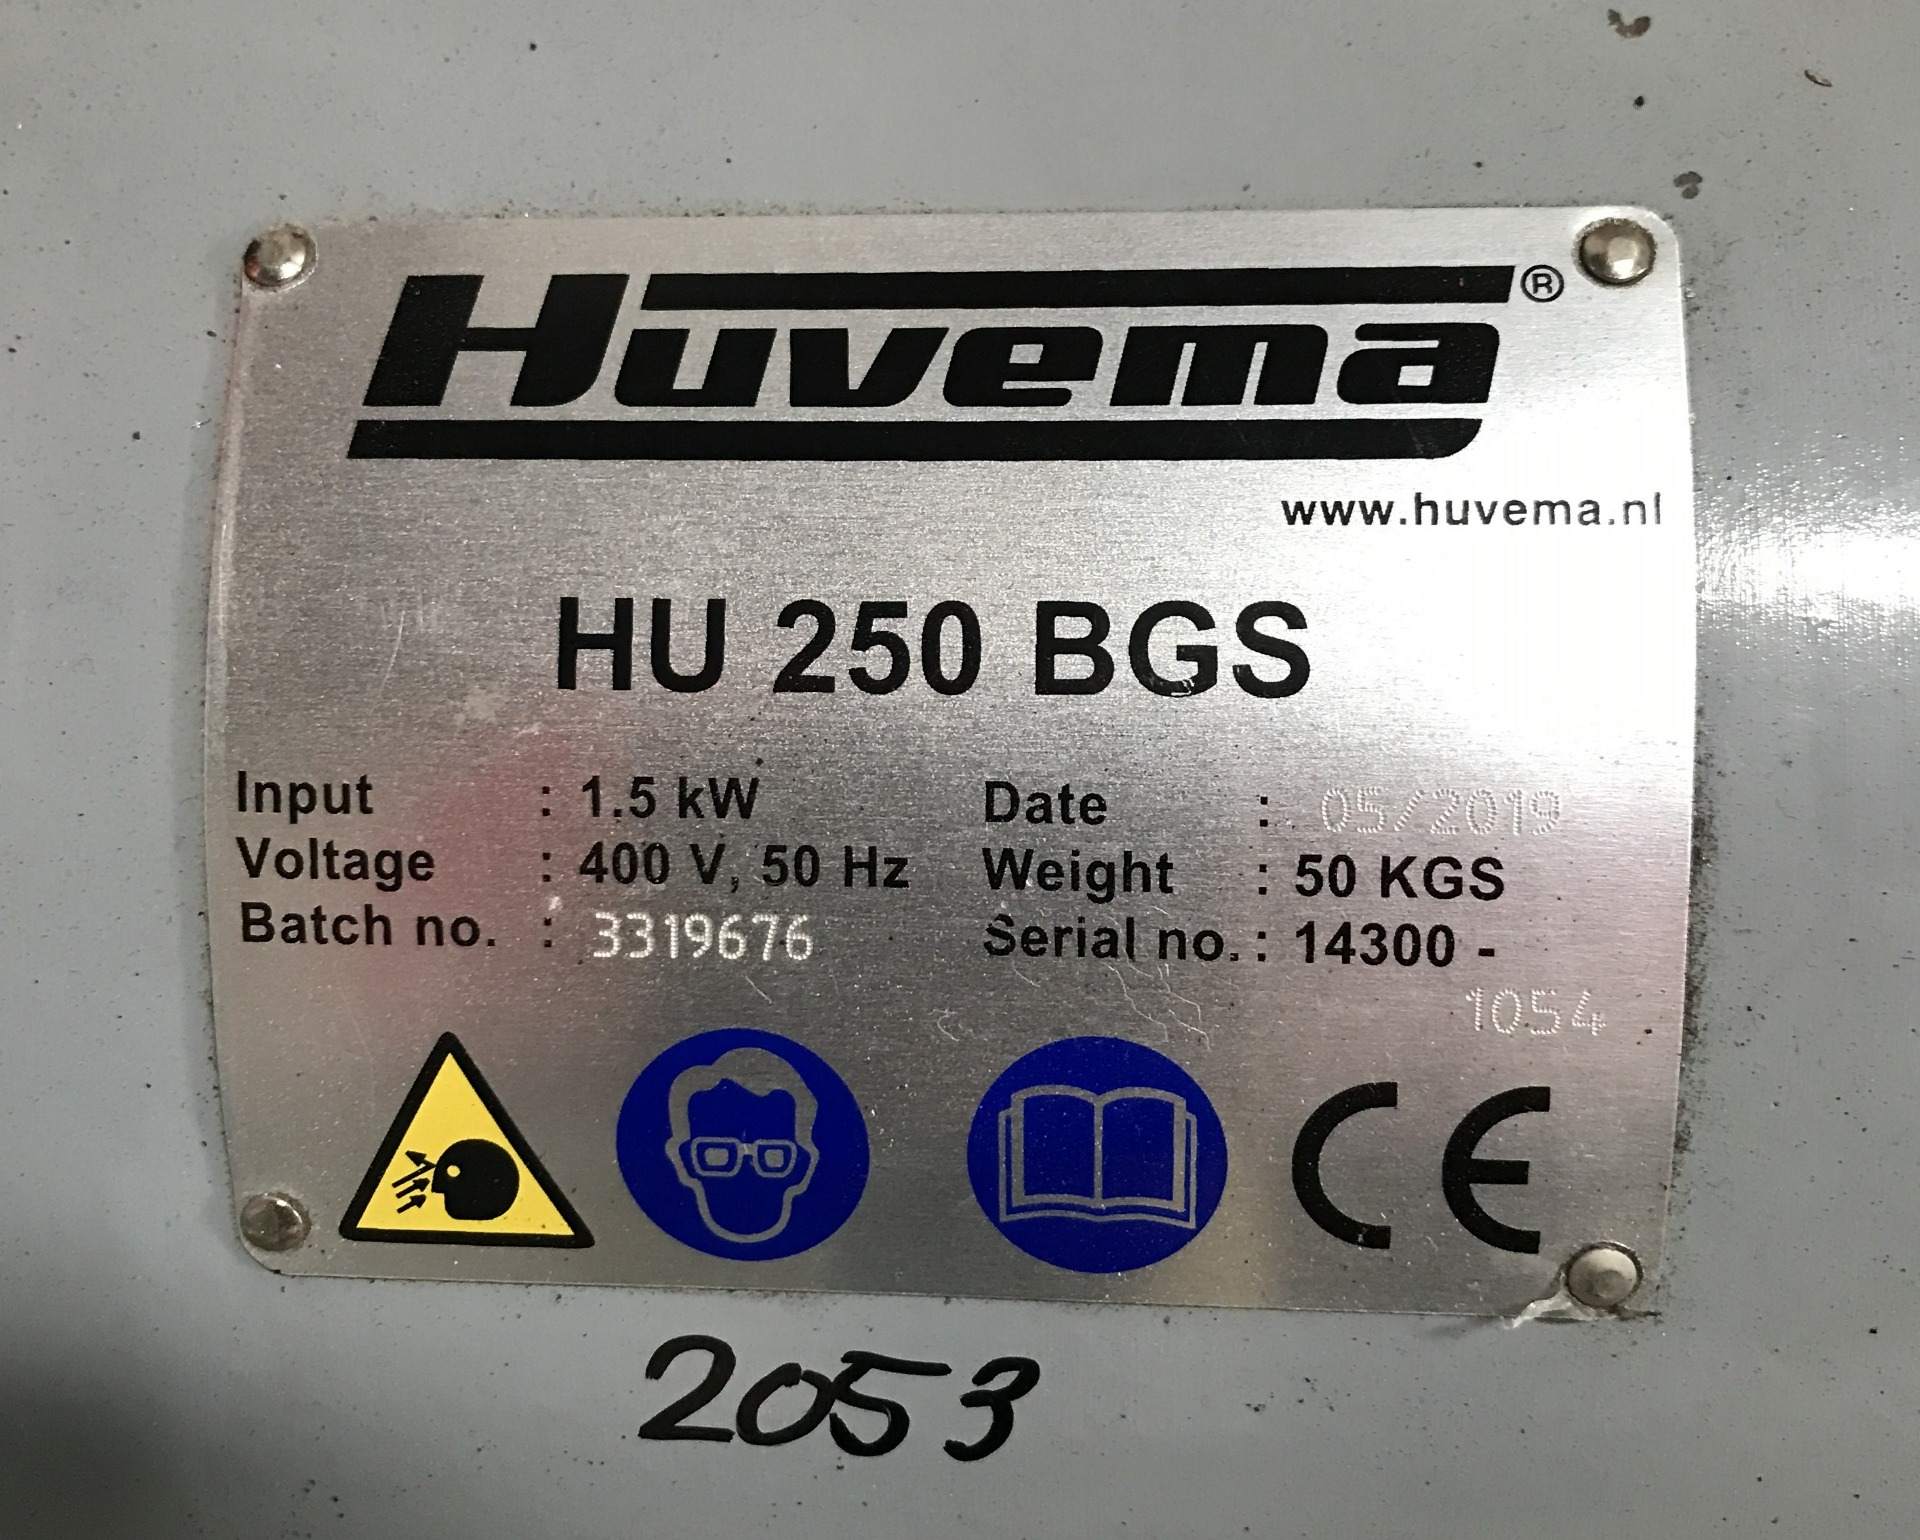 Huvema®
www.huvema.nl
HU 250 BGS
Input : 1.5 kW Date : 05/2019
Voltage : 400 V, 50 Hz Weight : 50 KGS
Batch no. : 3319676 Serial no. : 14300 -
1054
CE
2053